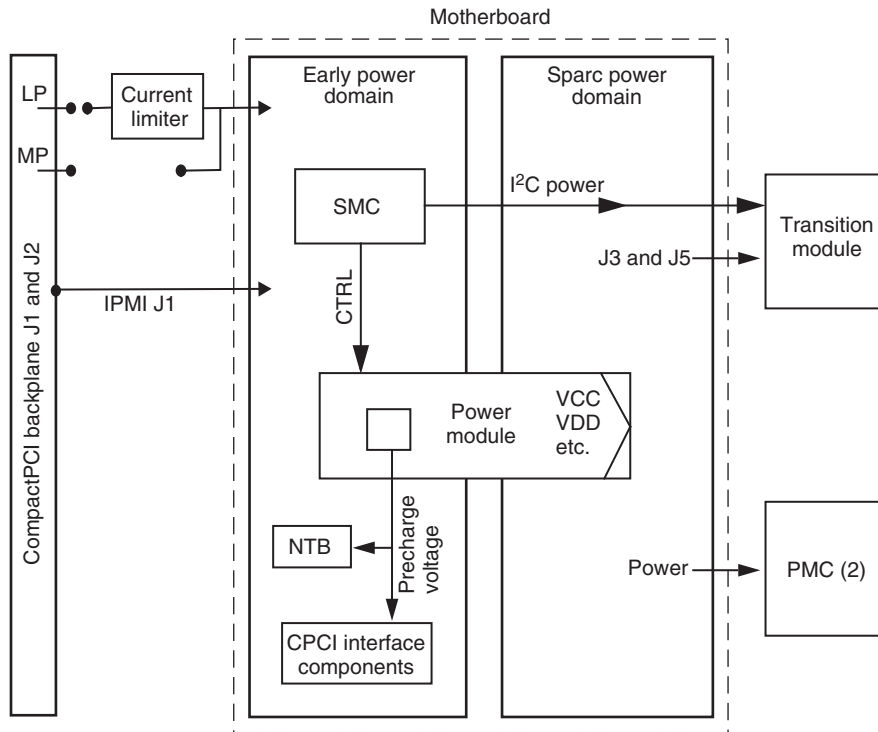 Motherboard
LP
MP
CompactPCI backplane J1 and J2
Current
limiter
IPMI J1
Early power
domain
SMC
CTRL
Power
module
VCC
VDD
etc.
Precharge
voltage
NTB
CPCI interface
components
Sparc power
domain
I²C power
J3 and J5
Power
Transition
module
PMC (2)